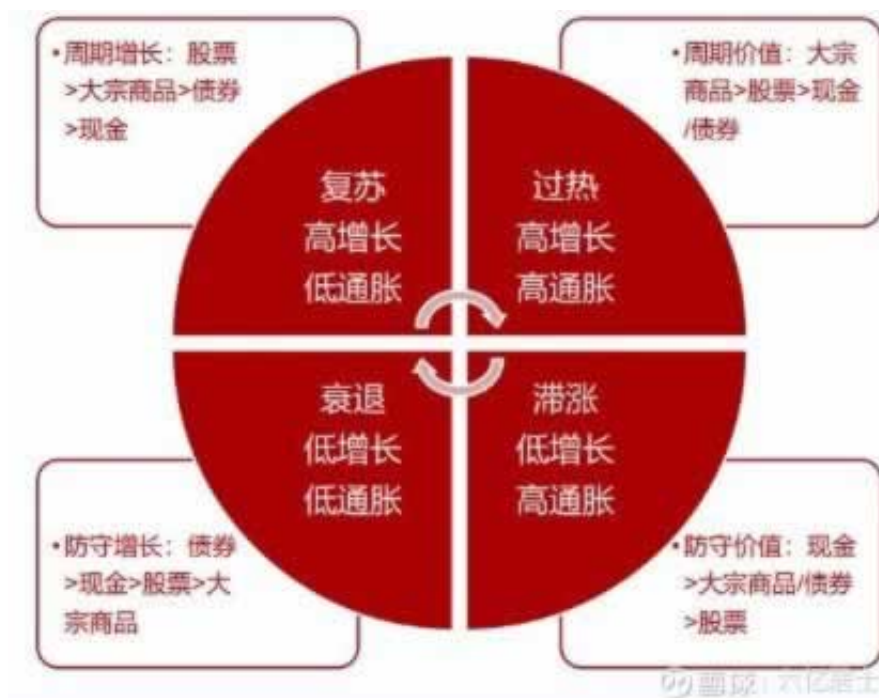 •周期增长：股票
>大宗商品>债券
>现金
•周期价值：大宗
商品>股票>现金
/债券
复苏
高增长
低通胀
过热
高增长
高通胀
衰退
低增长
低通胀
滞涨
低增长
高通胀
•防守增长：债券
>现金>股票>大
宗商品
•防守价值：现金
>大宗商品/债券
>股票